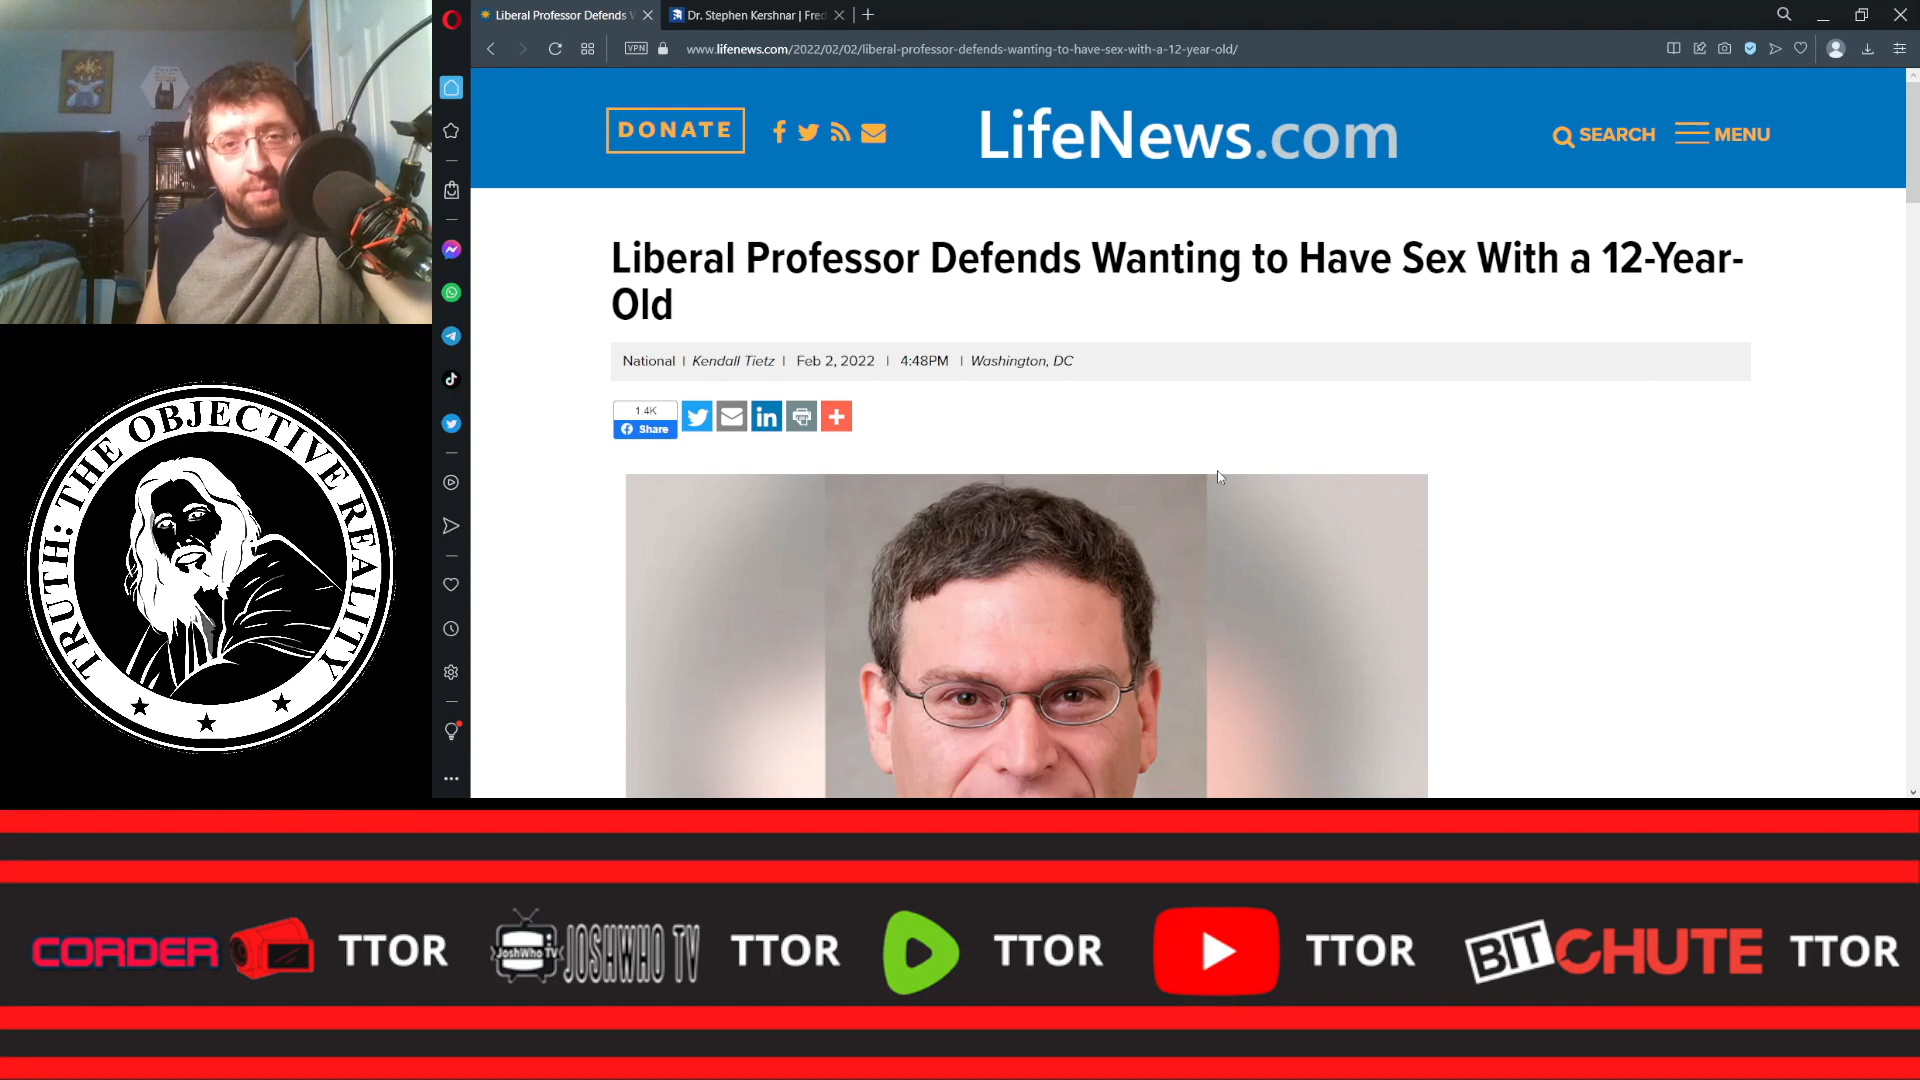 Liberal Professor Defends W
Dr. Stephen Kershnar | Fred
VPN
www.lifenews.com/2022/02/02/liberal-professor-defends-wanting-to-have-sex-with-a-12-year-old/
DONATE
LifeNews.com
SEARCH
MENU
Liberal Professor Defends Wanting to Have Sex With a 12-Year-
Old
National | Kendall Tietz | Feb 2, 2022 | 4:48PM | Washington, DC
1.4K
Share
TRUTH: THE OBJECTIVE REALITY
CORDER TTOR
JoshWho TV JOSHWHO TV TTOR
TTOR
TTOR
BITCHUTE TTOR